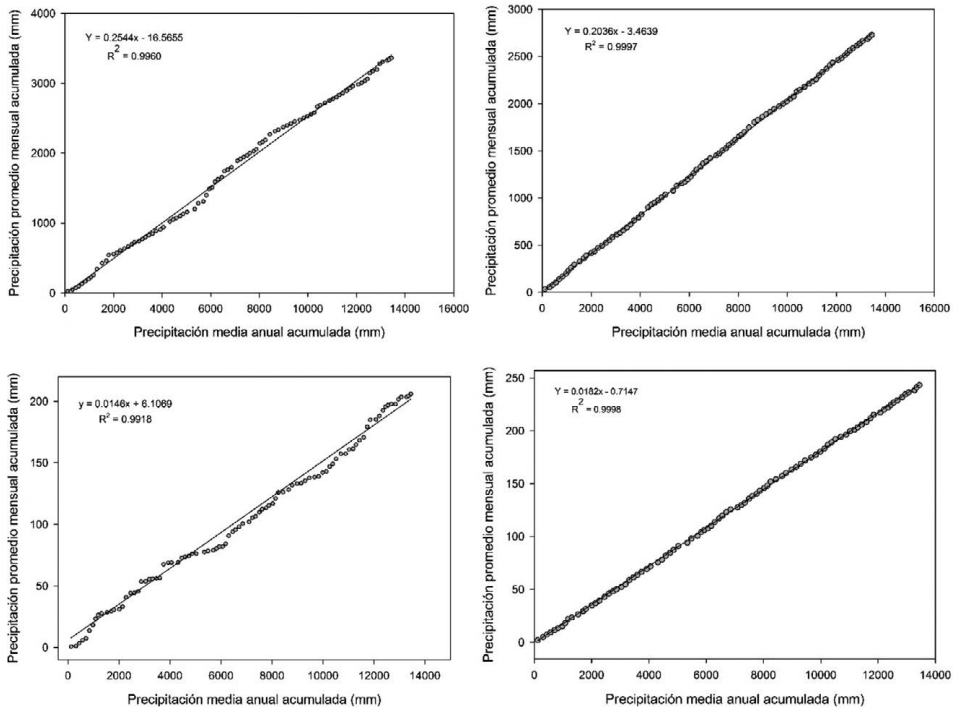 Precipitación promedio mensual acumulada (mm)
4000
3000
2000
1000
0
Y = 0.2544x - 16.5655
R2 = 0.9960
0 2000 4000 6000 8000 10000 12000 14000 16000
Precipitación media anual acumulada (mm)
Precipitación promedio mensual acumulada (mm)
3000
2500
2000
1500
1000
500
0
Y = 0.2036x - 3.4639
R2 = 0.9997
0 2000 4000 6000 8000 10000 12000 14000 16000
Precipitación media anual acumulada (mm)
Precipitación promedio mensual acumulada (mm)
200
150
100
50
0
y = 0.0146x + 6.1069
R2 = 0.9918
0 2000 4000 6000 8000 10000 12000 14000
Precipitación media anual acumulada (mm)
Precipitación promedio mensual acumulada (mm)
250
200
150
100
50
0
Y = 0.0182x - 0.7147
R2 = 0.9998
0 2000 4000 6000 8000 10000 12000 14000
Precipitación media anual acumulada (mm)